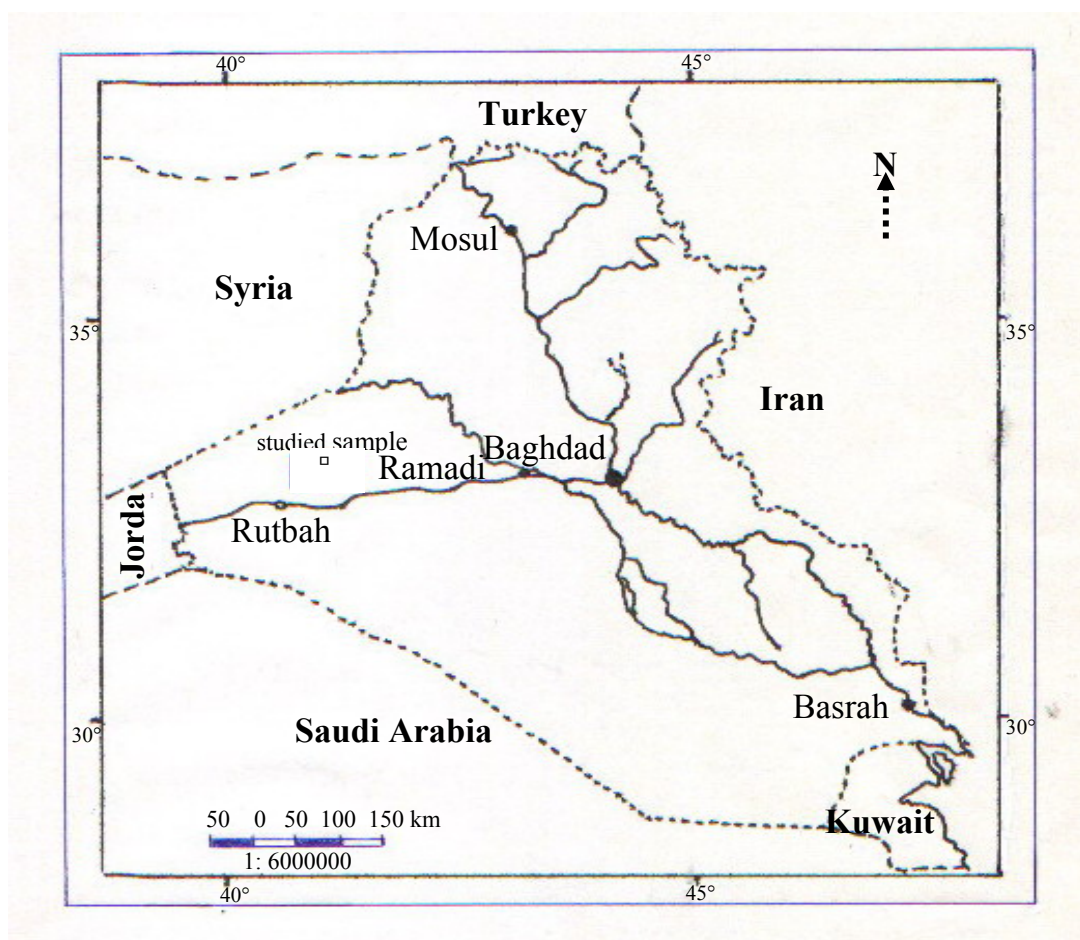 40° 45°
Turkey
N
Mosul
Syria
35° 35°
Iran
studied sample
Baghdad
Ramadi
Jorda
Rutbah
Basrah
Saudi Arabia
30° 30°
50 0 50 100 150 km
Kuwait
1: 6000000
40° 45°